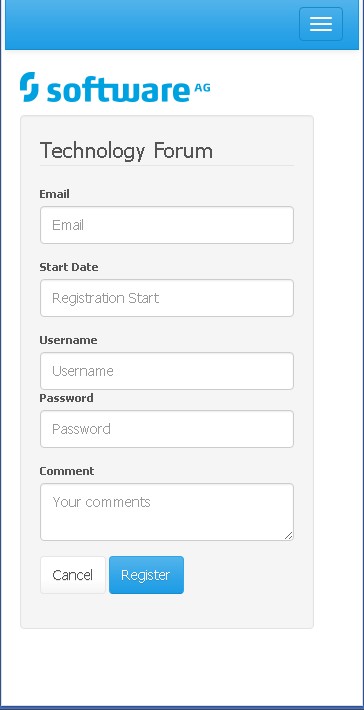 software AG
Technology Forum
Email
Email
Start Date
Registration Start
Username
Username
Password
Password
Comment
Your comments
Cancel Register